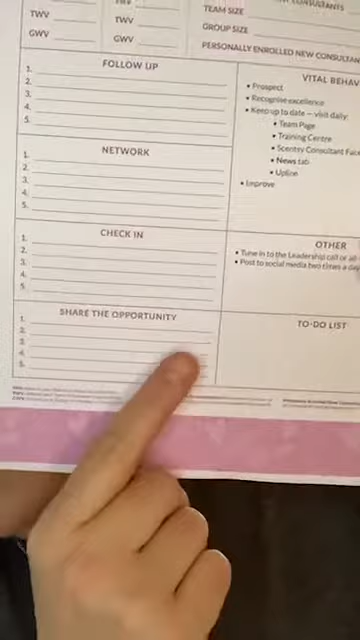 TWV
TWV
GWV
GWV
TEAM SIZE
GROUP SIZE
PERSONALLY ENROLLED NEW CONSULTAN
FOLLOW UP
1.
2.
3.
4.
5.
NETWORK
1.
2.
3.
4.
5.
CHECK IN
1.
2.
3.
4.
5.
SHARE THE OPPORTUNITY
1.
2.
3.
4.
5.
VITAL BEHAV
• Prospect
• Recognise excellence
• Keep up to date – visit daily:
• Team Page
• Training Centre
• Scentsy Consultant Fac
• News tab
• Upline
• Improve
OTHER
• Tune in to the Leadership call or all
• Post to social media two times a da
TO-DO LIST